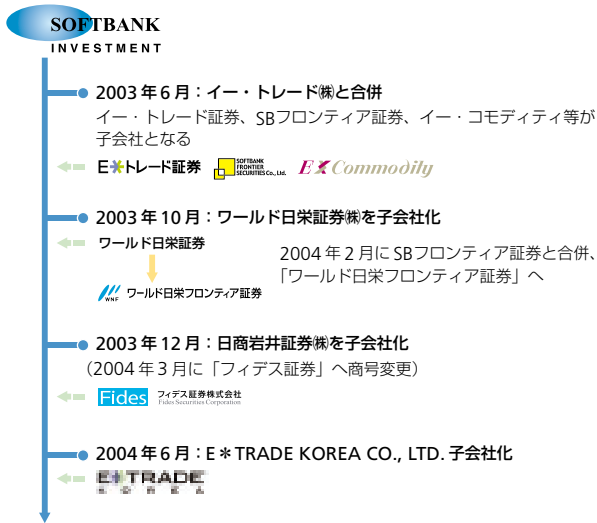 SOFTBANK
INVESTMENT
2003年6月：イー・トレード㈱と合併
イー・トレード証券、SBフロンティア証券、イー・コモディティ等が
子会社となる
E*トレード証券
SOFTBANK
FRONTIER
SECURITIES Co., Ltd.
EX Commodily
2003年10月：ワールド日栄証券㈱を子会社化
ワールド日栄証券
2004年2月にSBフロンティア証券と合併、
「ワールド日栄フロンティア証券」へ
WNF ワールド日栄フロンティア証券
2003年12月：日商岩井証券㈱を子会社化
（2004年3月に「フィデス証券」へ商号変更）
Fides
フィデス証券株式会社
Fides Securities Corporation
2004年6月：E＊TRADE KOREA CO., LTD. 子会社化
E*TRADE
KOREA